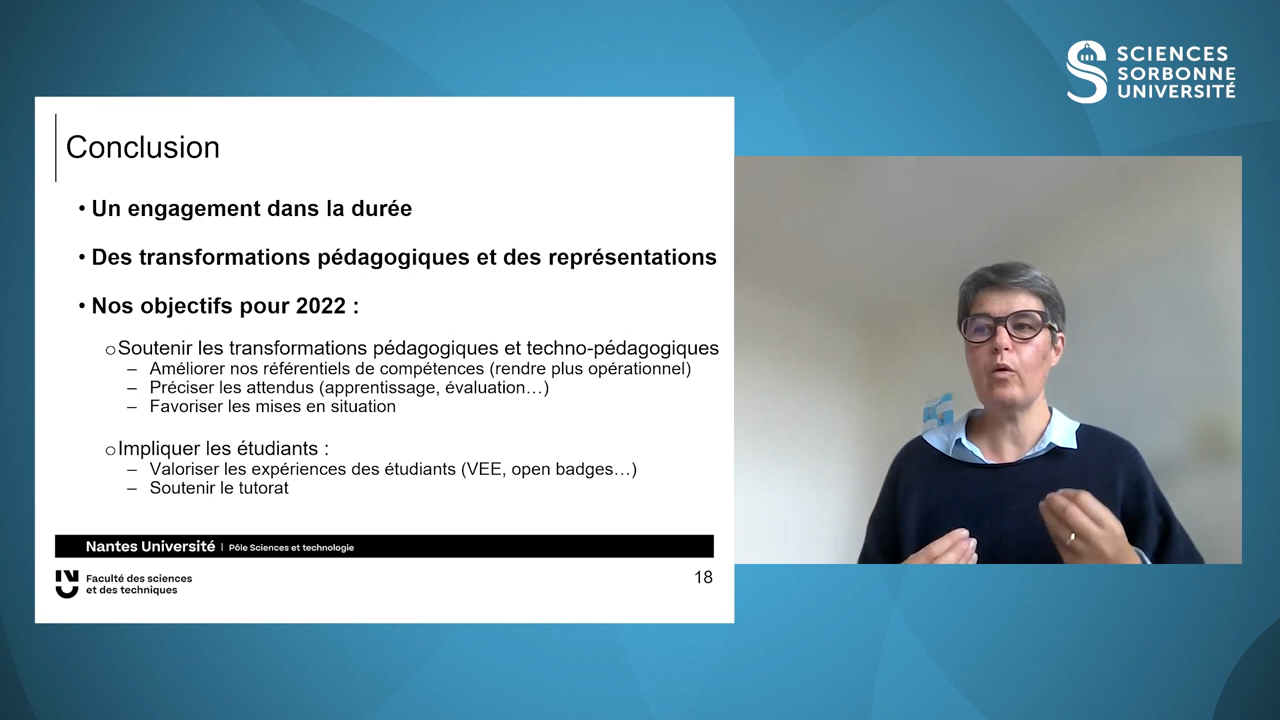 SCIENCES
SORBONNE
UNIVERSITÉ
Conclusion
• Un engagement dans la durée
• Des transformations pédagogiques et des représentations
• Nos objectifs pour 2022 :
o Soutenir les transformations pédagogiques et techno-pédagogiques
– Améliorer nos référentiels de compétences (rendre plus opérationnel)
– Préciser les attendus (apprentissage, évaluation…)
– Favoriser les mises en situation
o Impliquer les étudiants :
– Valoriser les expériences des étudiants (VEE, open badges…)
– Soutenir le tutorat
Nantes Université | Pôle Sciences et technologie
Faculté des sciences
et des techniques
18